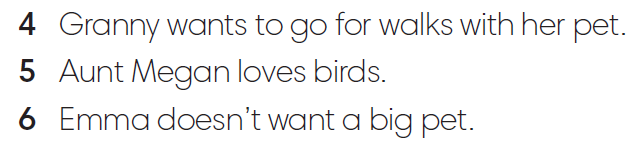 4 Granny wants to go for walks with her pet.
5 Aunt Megan loves birds.
6 Emma doesn't want a big pet.